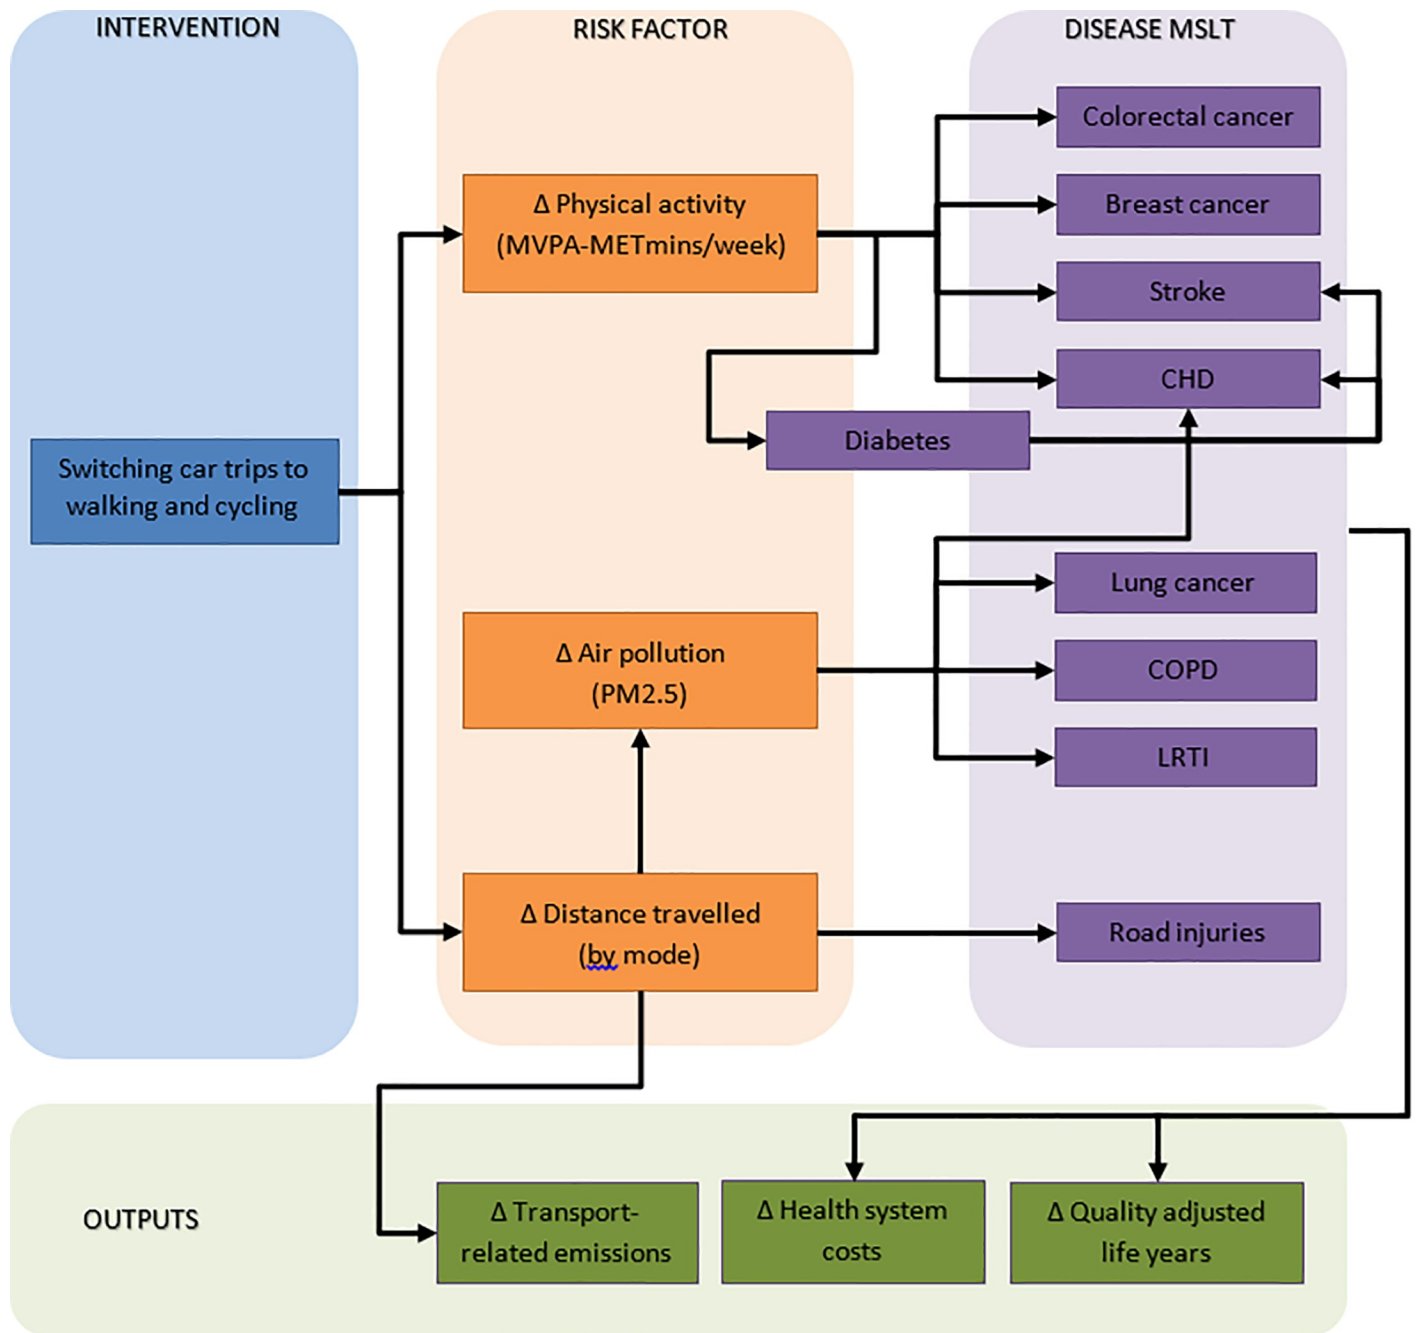 INTERVENTION
RISK FACTOR
DISEASE MSLT
Colorectal cancer
Δ Physical activity
(MVPA-METmins/week)
Breast cancer
Stroke
CHD
Diabetes
Switching car trips to
walking and cycling
Lung cancer
Δ Air pollution
(PM2.5)
COPD
LRTI
Δ Distance travelled
(by mode)
Road injuries
OUTPUTS
Δ Transport-
related emissions
Δ Health system
costs
Δ Quality adjusted
life years